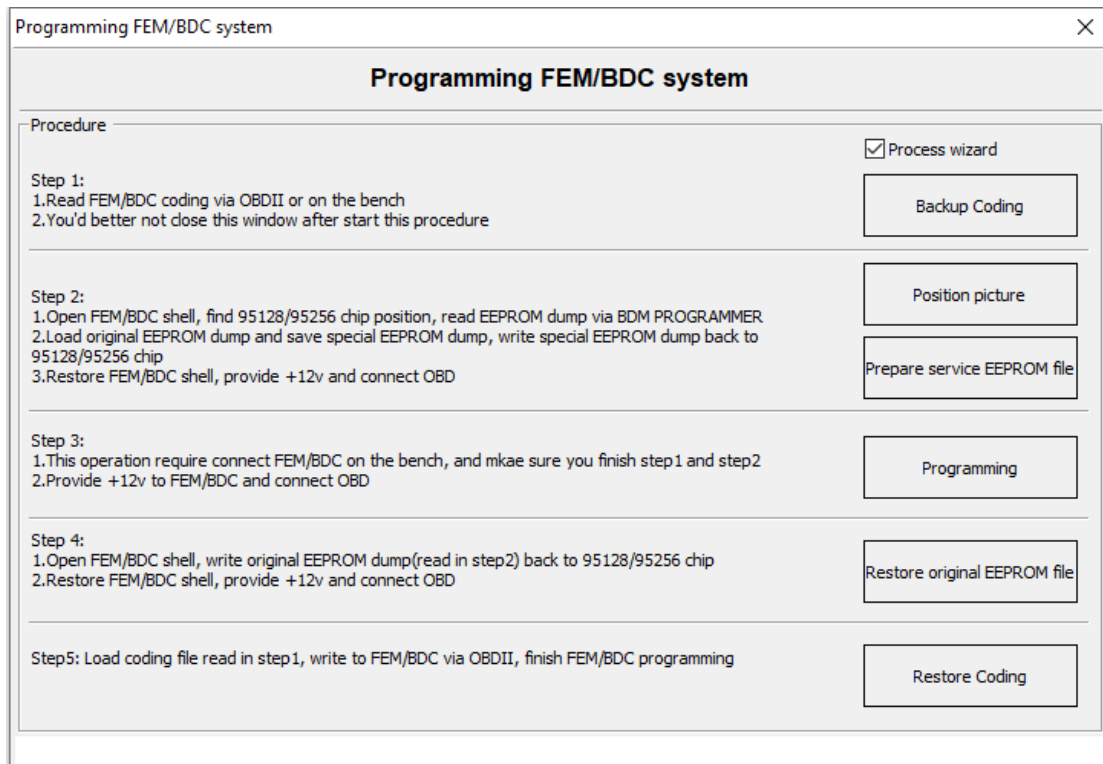 Programming FEM/BDC system
Programming FEM/BDC system
Procedure
Process wizard
Step 1:
1.Read FEM/BDC coding via OBDII or on the bench
2.You'd better not close this window after start this procedure
Backup Coding
Position picture
Step 2:
1.Open FEM/BDC shell, find 95128/95256 chip position, read EEPROM dump via BDM PROGRAMMER
2.Load original EEPROM dump and save special EEPROM dump, write special EEPROM dump back to
95128/95256 chip
3.Restore FEM/BDC shell, provide +12v and connect OBD
Prepare service EEPROM file
Step 3:
1.This operation require connect FEM/BDC on the bench, and mkae sure you finish step1 and step2
2.Provide +12v to FEM/BDC and connect OBD
Programming
Step 4:
1.Open FEM/BDC shell, write original EEPROM dump(read in step2) back to 95128/95256 chip
2.Restore FEM/BDC shell, provide +12v and connect OBD
Restore original EEPROM file
Step5: Load coding file read in step1, write to FEM/BDC via OBDII, finish FEM/BDC programming
Restore Coding